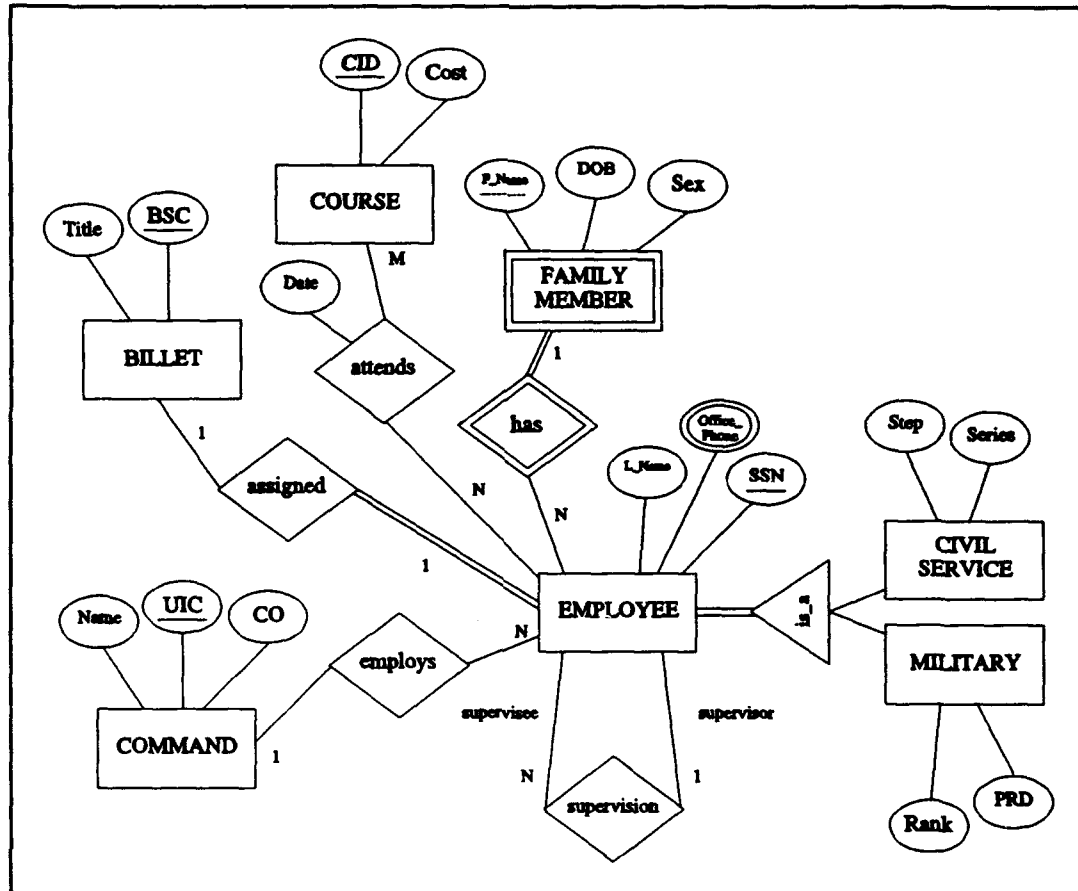 CID
Cost
COURSE
M
F_Name
DOB
Sex
FAMILY
MEMBER
1
Title
BSC
BILLET
1
Date
attends
N
has
N
assigned
1
L_Name
Office_
Phone
SSN
EMPLOYEE
is_a
Step
Series
CIVIL
SERVICE
MILITARY
Rank
PRD
Name
UIC
CO
COMMAND
1
employs
N
supervisee
supervisor
N
1
supervision